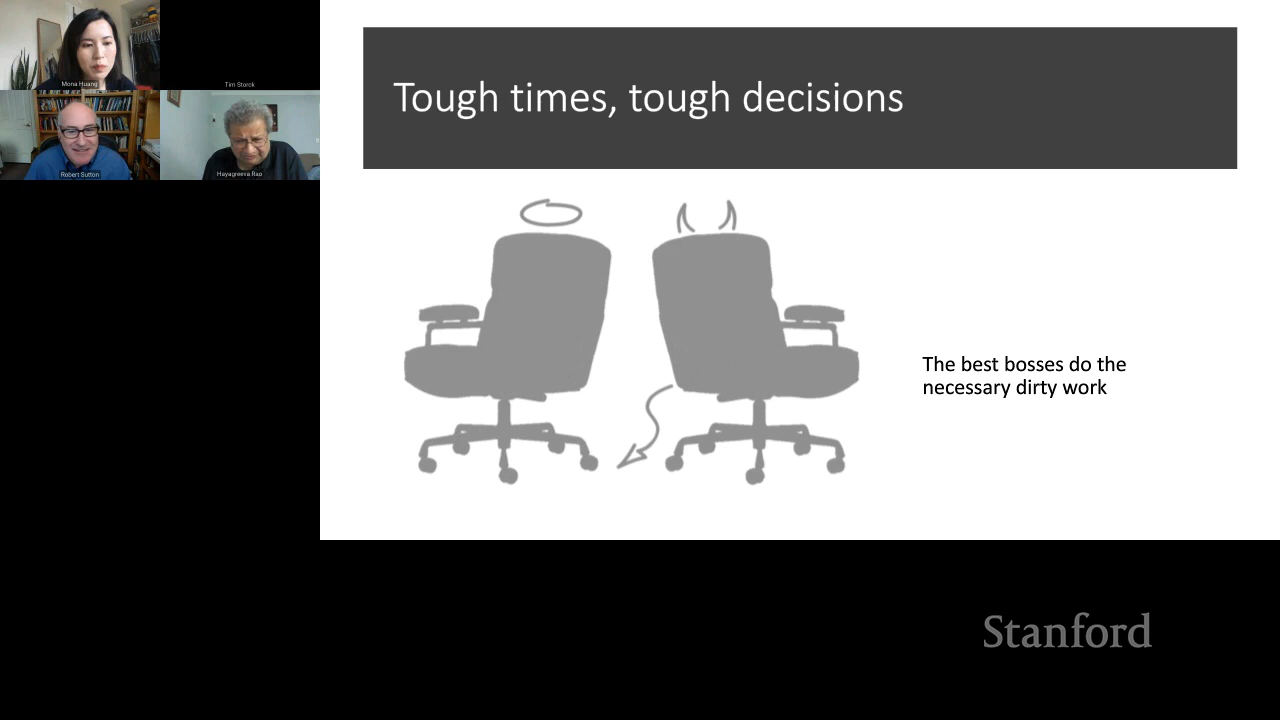 Mona Huang
Tim Storck
Robert Sutton
Hayagreeva Rao
Tough times, tough decisions
The best bosses do the
necessary dirty work
Stanford